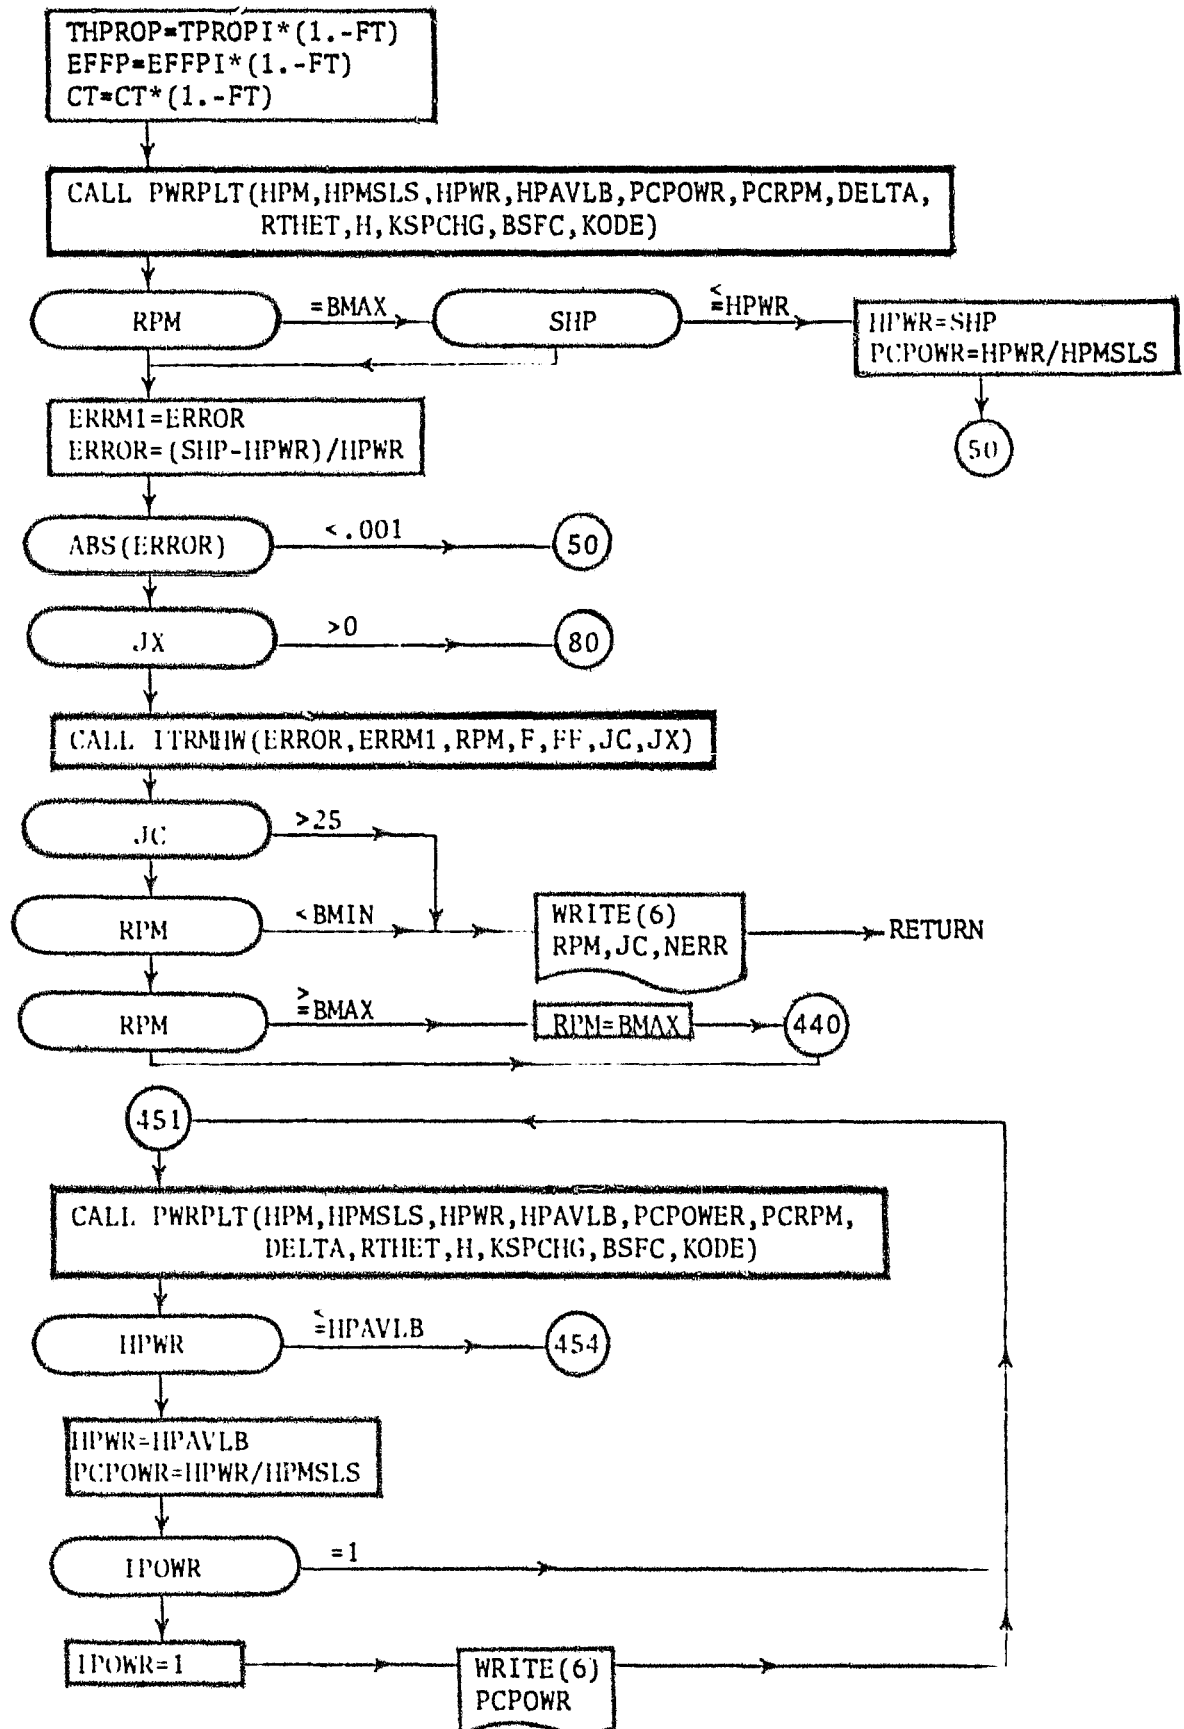 THPROP=TPROPI*(1.-FT)
EFFP=EFFPI*(1.-FT)
CT=CT*(1.-FT)
CALL PWRPLT(HPM,HPMSLS,HPWR,HPAVLB,PCPOWR,PCRPM,DELTA,
RTHET,H,KSPCHG,BSFC,KODE)
RPM
=BMAX
SHP
≤HPWR
HPWR=SHP
PCPOWR=HPWR/HPMSLS
50
ERRM1=ERROR
ERROR=(SHP-HPWR)/HPWR
ABS(ERROR)
<.001
50
JX
>0
80
CALL ITRMHW(ERROR,ERRM1,RPM,F,FF,JC,JX)
JC
>25
RPM
<BMIN
WRITE(6)
RPM,JC,NERR
RETURN
RPM
≥BMAX
RPM=BMAX
440
451
CALL PWRPLT(HPM,HPMSLS,HPWR,HPAVLB,PCPOWER,PCRPM,
DELTA,RTHET,H,KSPCHG,BSFC,KODE)
HPWR
≤HPAVLB
454
HPWR=HPAVLB
PCPOWR=HPWR/HPMSLS
IPOWR
=1
IPOWR=1
WRITE(6)
PCPOWR